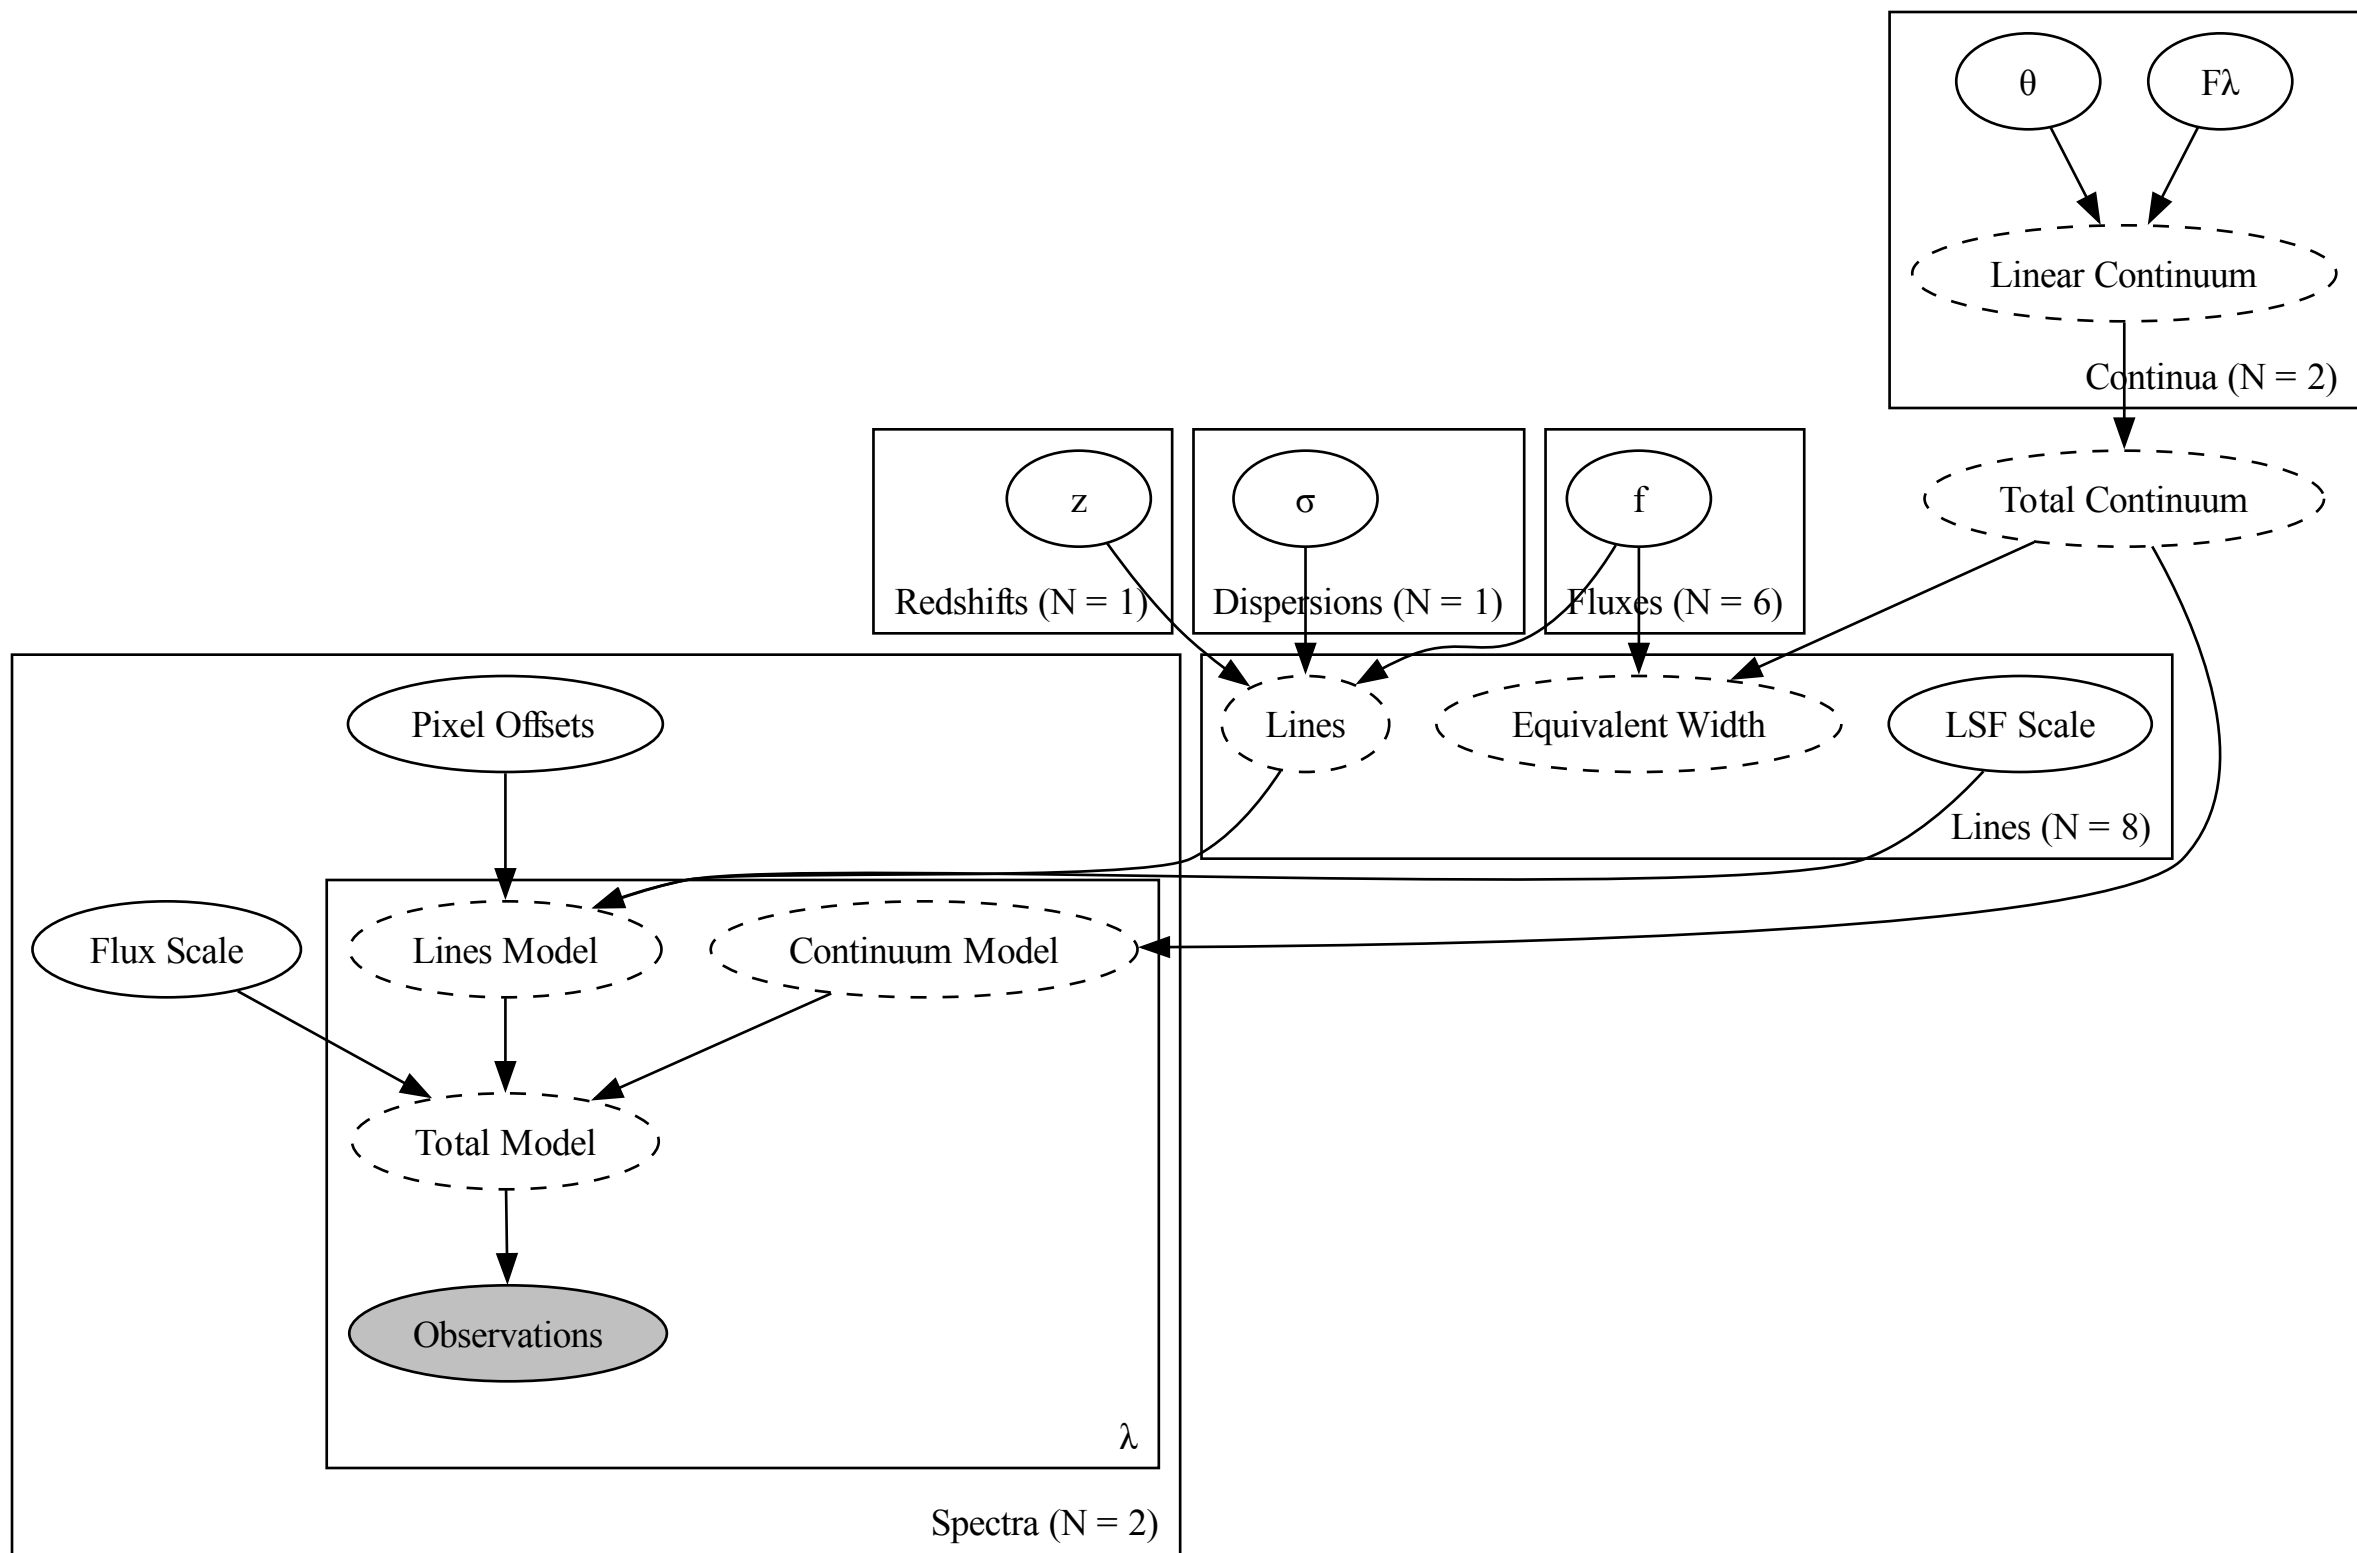 θ
Fλ
Linear Continuum
Continua (N = 2)
z
σ
f
Total Continuum
Redshifts (N = 1)
Dispersions (N = 1)
Fluxes (N = 6)
Pixel Offsets
Lines
Equivalent Width
LSF Scale
Lines (N = 8)
Flux Scale
Lines Model
Continuum Model
Total Model
Observations
λ
Spectra (N = 2)